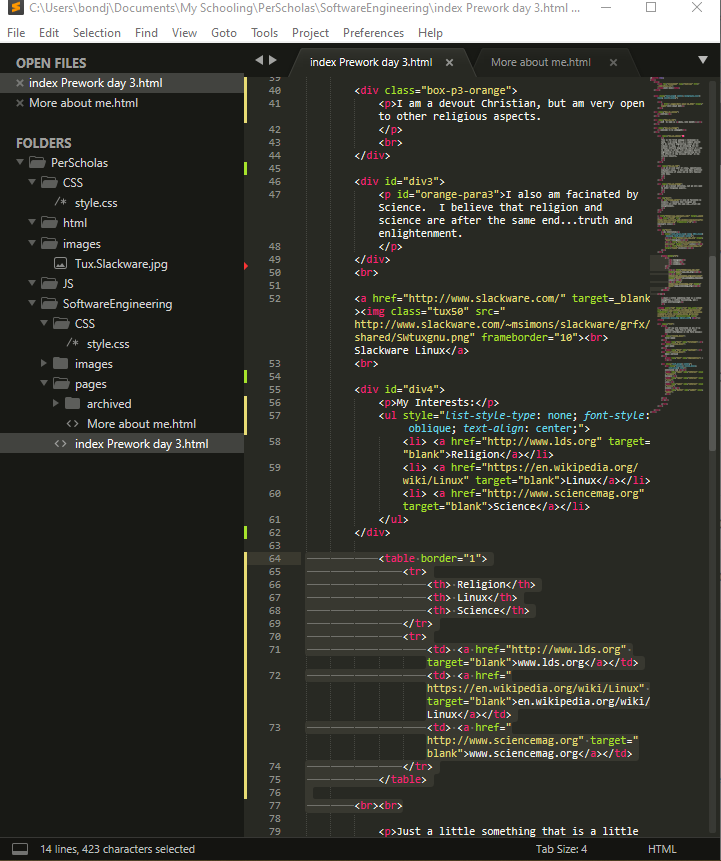 C:\Users\bondj\Documents\My Schooling\PerScholas\SoftwareEngineering\index Prework day 3.html ...
File Edit Selection Find View Goto Tools Project Preferences Help
OPEN FILES
index Prework day 3.html
More about me.html
FOLDERS
PerScholas
CSS
/* style.css
html
images
Tux.Slackware.jpg
JS
SoftwareEngineering
CSS
/* style.css
images
pages
archived
<> More about me.html
<> index Prework day 3.html
index Prework day 3.html More about me.html
39
40 <div class="box-p3-orange">
41 <p>I am a devout Christian, but am very open
to other religious aspects.
42 </p>
43 <br>
44 </div>
45
46 <div id="div3">
47 <p id="orange-para3">I also am facinated by
Science.  I believe that religion and
science are after the same end...truth and
enlightenment.
48 </p>
49 </div>
50 <br>
51
52 <a href="http://www.slackware.com/" target=_blank
><img class="tux50" src="
http://www.slackware.com/~msimons/slackware/grfx/
shared/SWtuxgnu.png" frameborder="10"><br>
Slackware Linux</a>
53 <br>
54
55 <div id="div4">
56 <p>My Interests:</p>
57 <ul style="list-style-type: none; font-style:
oblique; text-align: center;">
58 <li> <a href="http://www.lds.org" target=
"blank">Religion</a></li>
59 <li> <a href="https://en.wikipedia.org/
wiki/Linux" target="blank">Linux</a></li>
60 <li> <a href="http://www.sciencemag.org"
target="blank">Science</a></li>
61 </ul>
62 </div>
63
64 <table border="1">
65 <tr>
66 <th> Religion</th>
67 <th> Linux</th>
68 <th> Science</th>
69 </tr>
70 <tr>
71 <td> <a href="http://www.lds.org"
target="blank">www.lds.org</a></td>
72 <td> <a href="
https://en.wikipedia.org/wiki/Linux"
target="blank">en.wikipedia.org/wiki/
Linux</a></td>
73 <td> <a href="
http://www.sciencemag.org" target="
blank">www.sciencemag.org</a></td>
74 </tr>
75 </table>
76
77 <br><br>
78
79 <p>Just a little something that is a little
14 lines, 423 characters selected Tab Size: 4 HTML